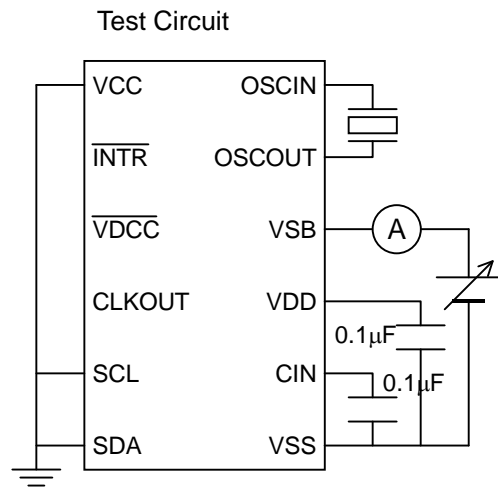 Test Circuit
VCC
OSCIN
INTR
OSCOUT
VDCC
VSB
A
CLKOUT
VDD
0.1μF
SCL
CIN
0.1μF
SDA
VSS